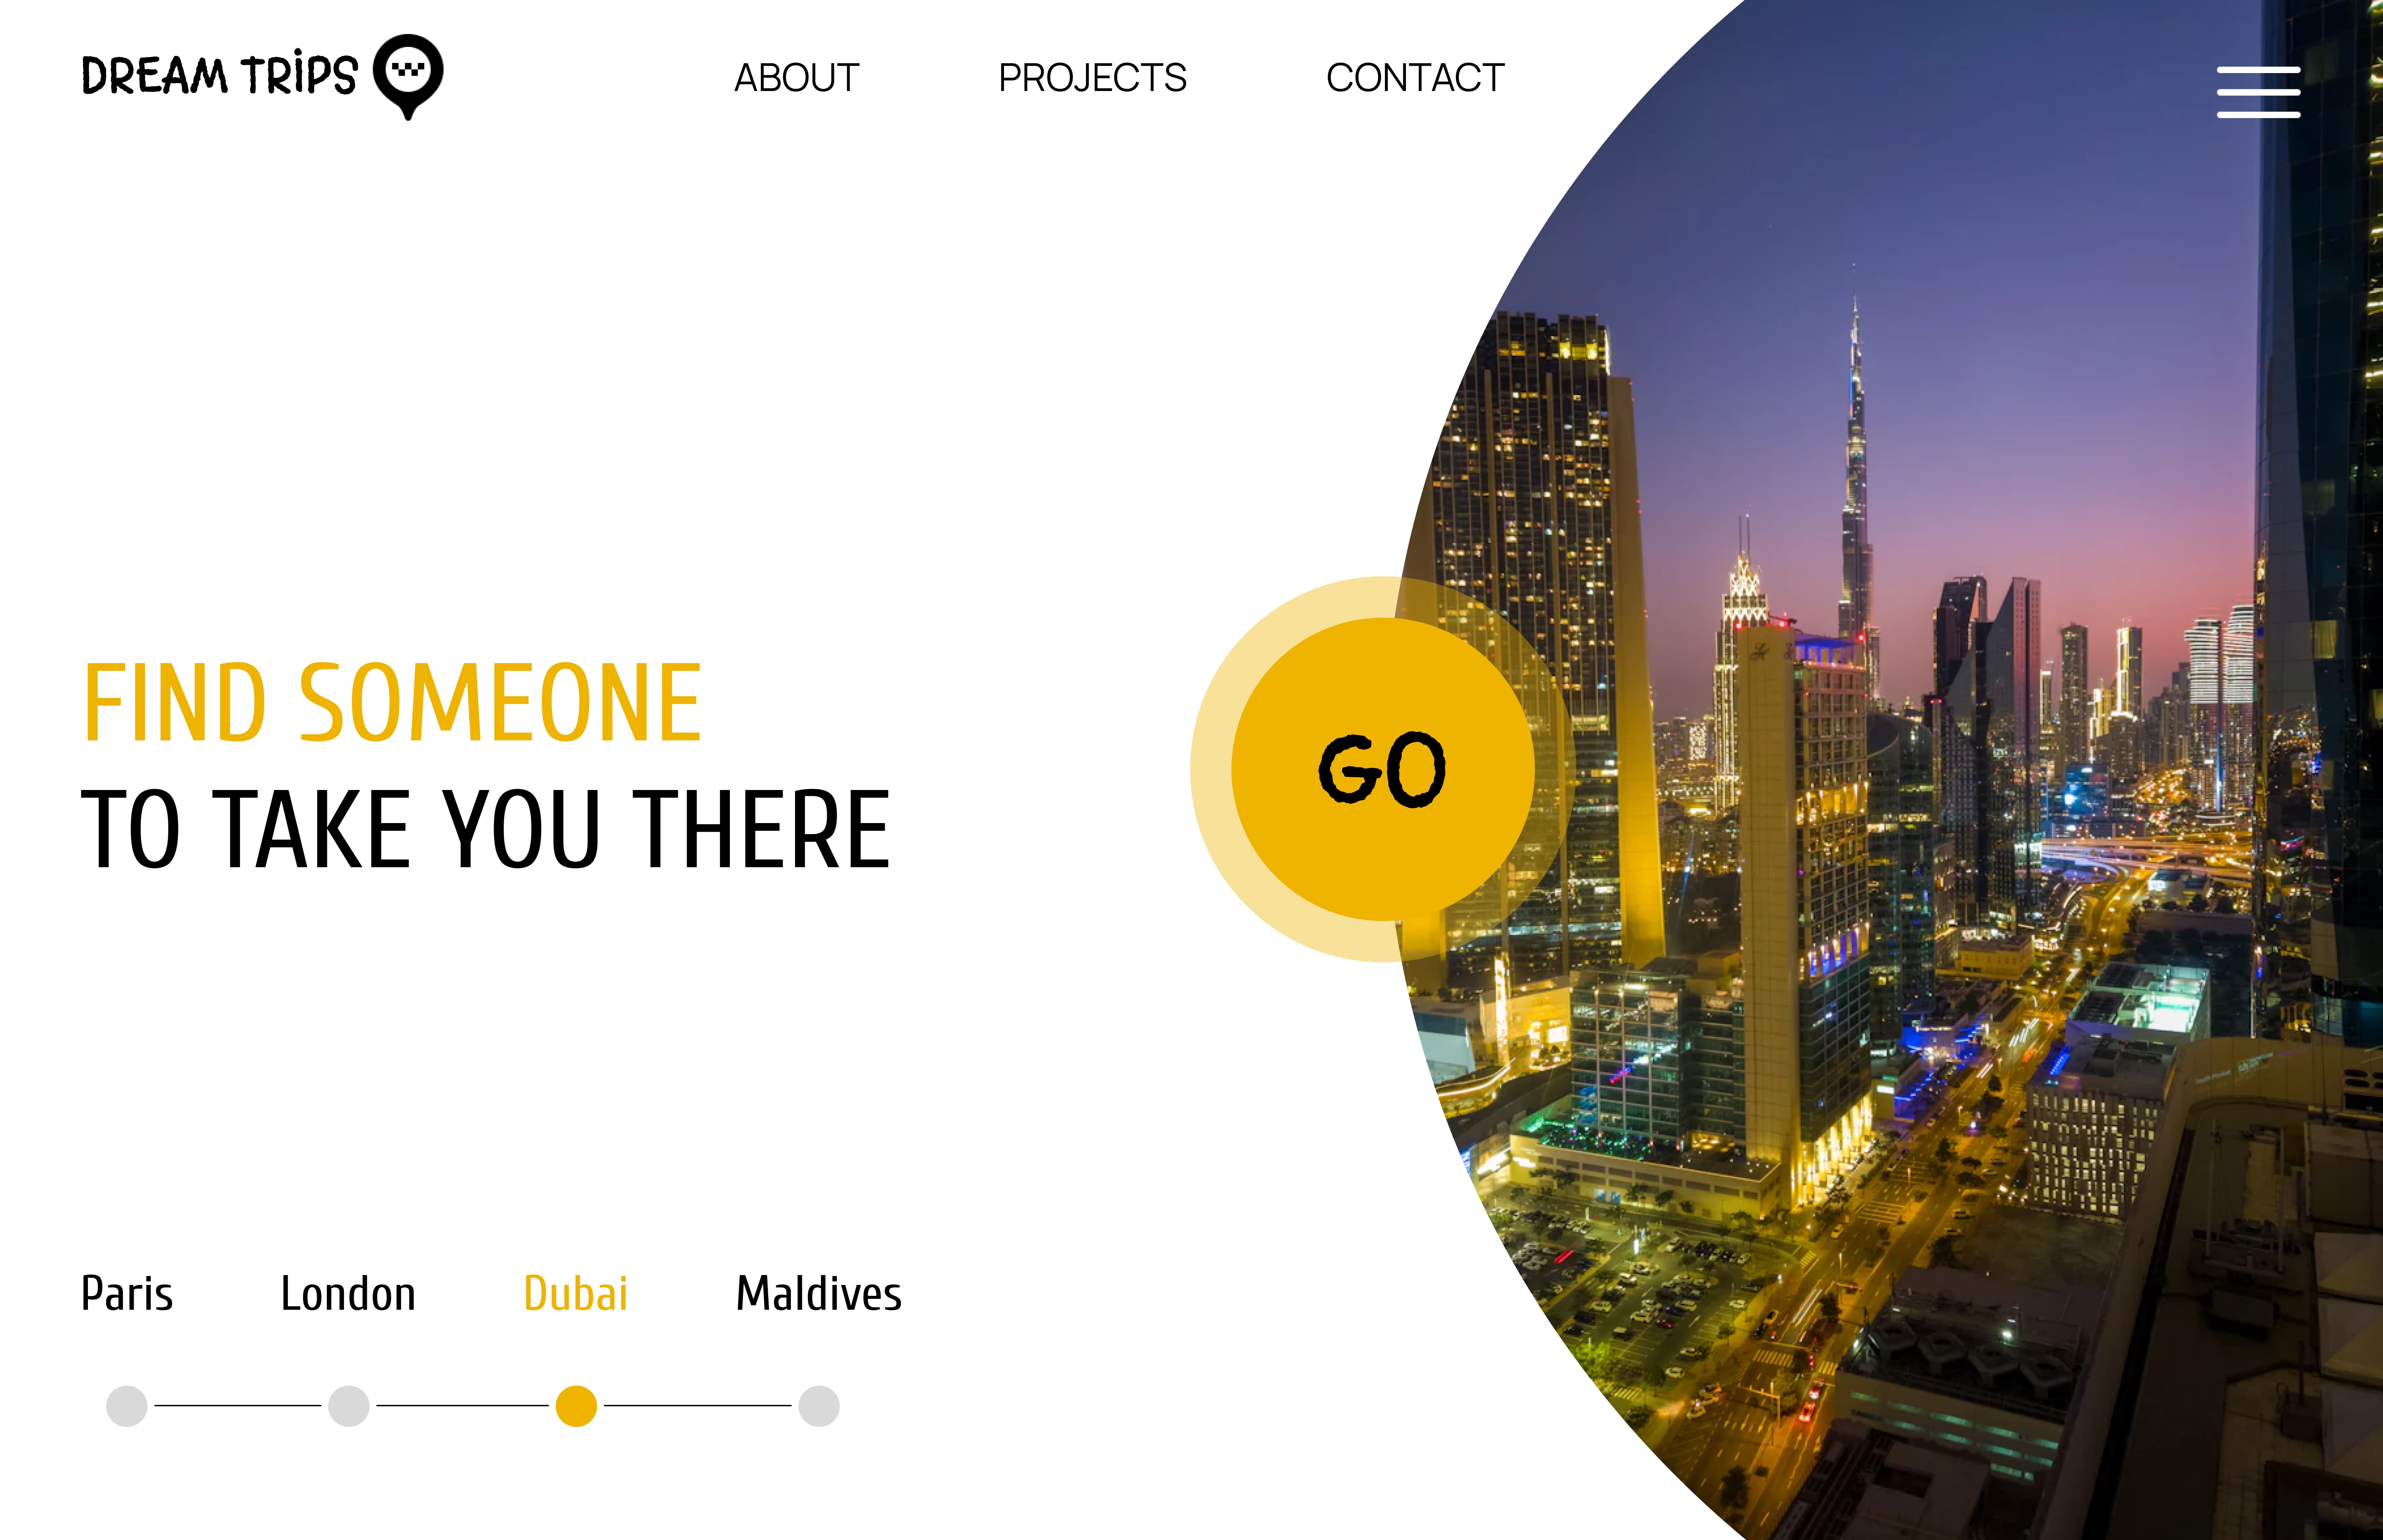 DREAM TRiPS
ABOUT PROJECTS CONTACT
FIND SOMEONE
TO TAKE YOU THERE
GO
Paris London Dubai Maldives